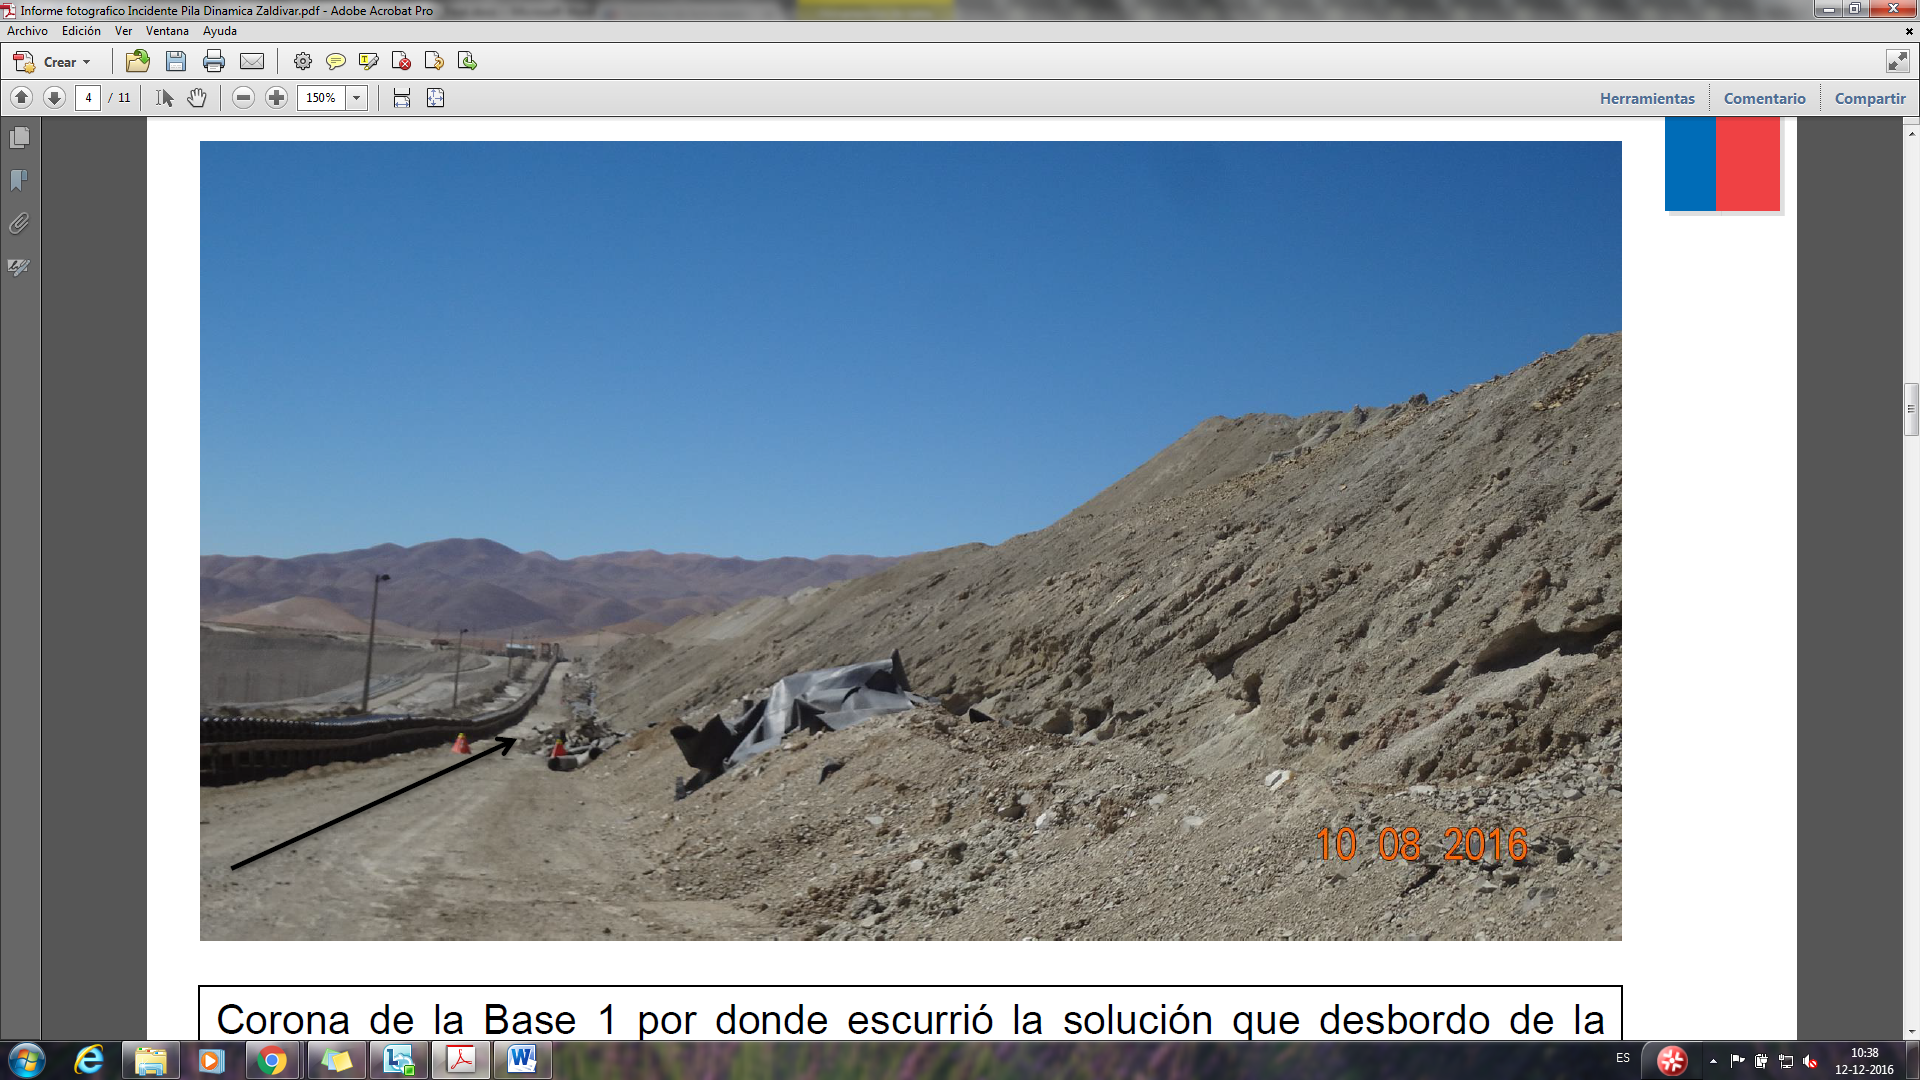 Informe fotografico Incidente Pila Dinamica Zaldivar.pdf - Adobe Acrobat Pro
Archivo Edición Ver Ventana Ayuda
Crear
4 / 11 150% Herramientas Comentario Compartir
10 08 2016
Corona de la Base 1 por donde escurrió la solución que desbordo de la
ES 10:38
12-12-2016